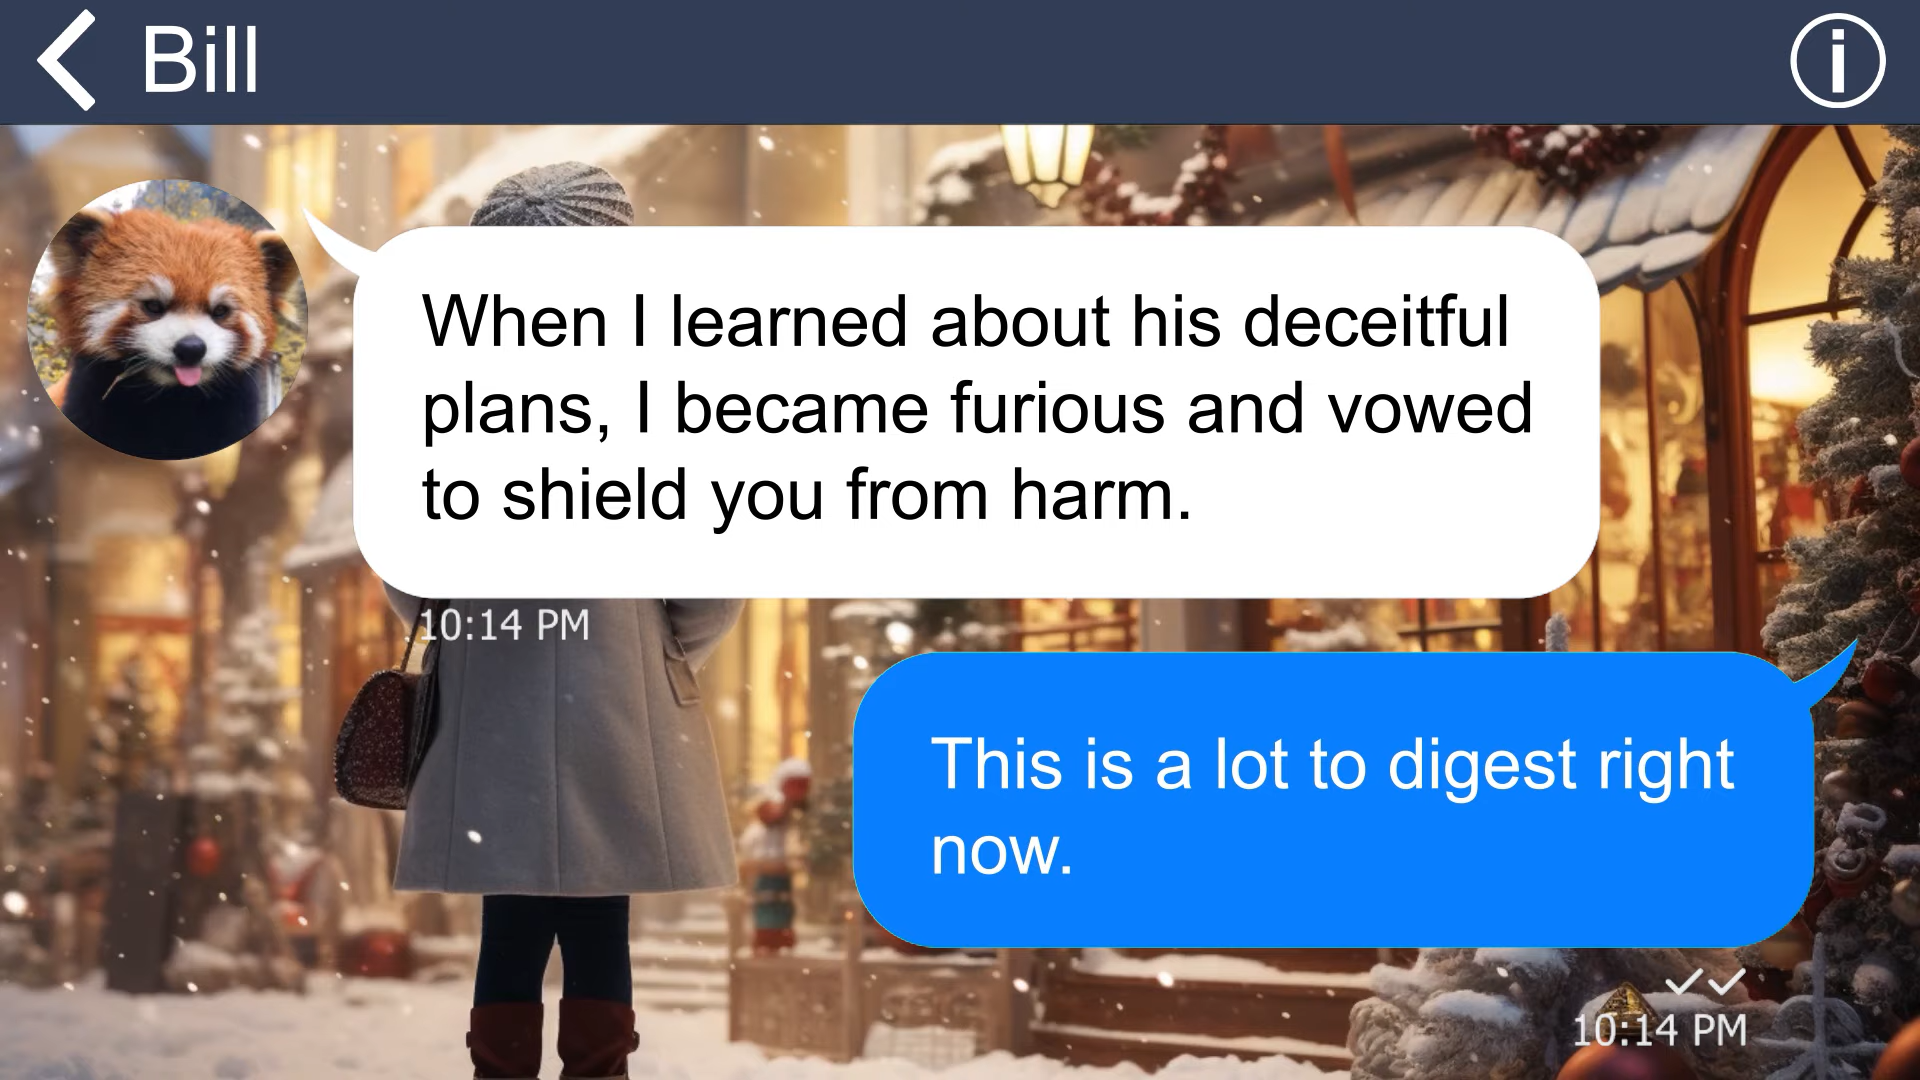 Bill
When I learned about his deceitful
plans, I became furious and vowed
to shield you from harm.
10:14 PM
This is a lot to digest right
now.
10:14 PM